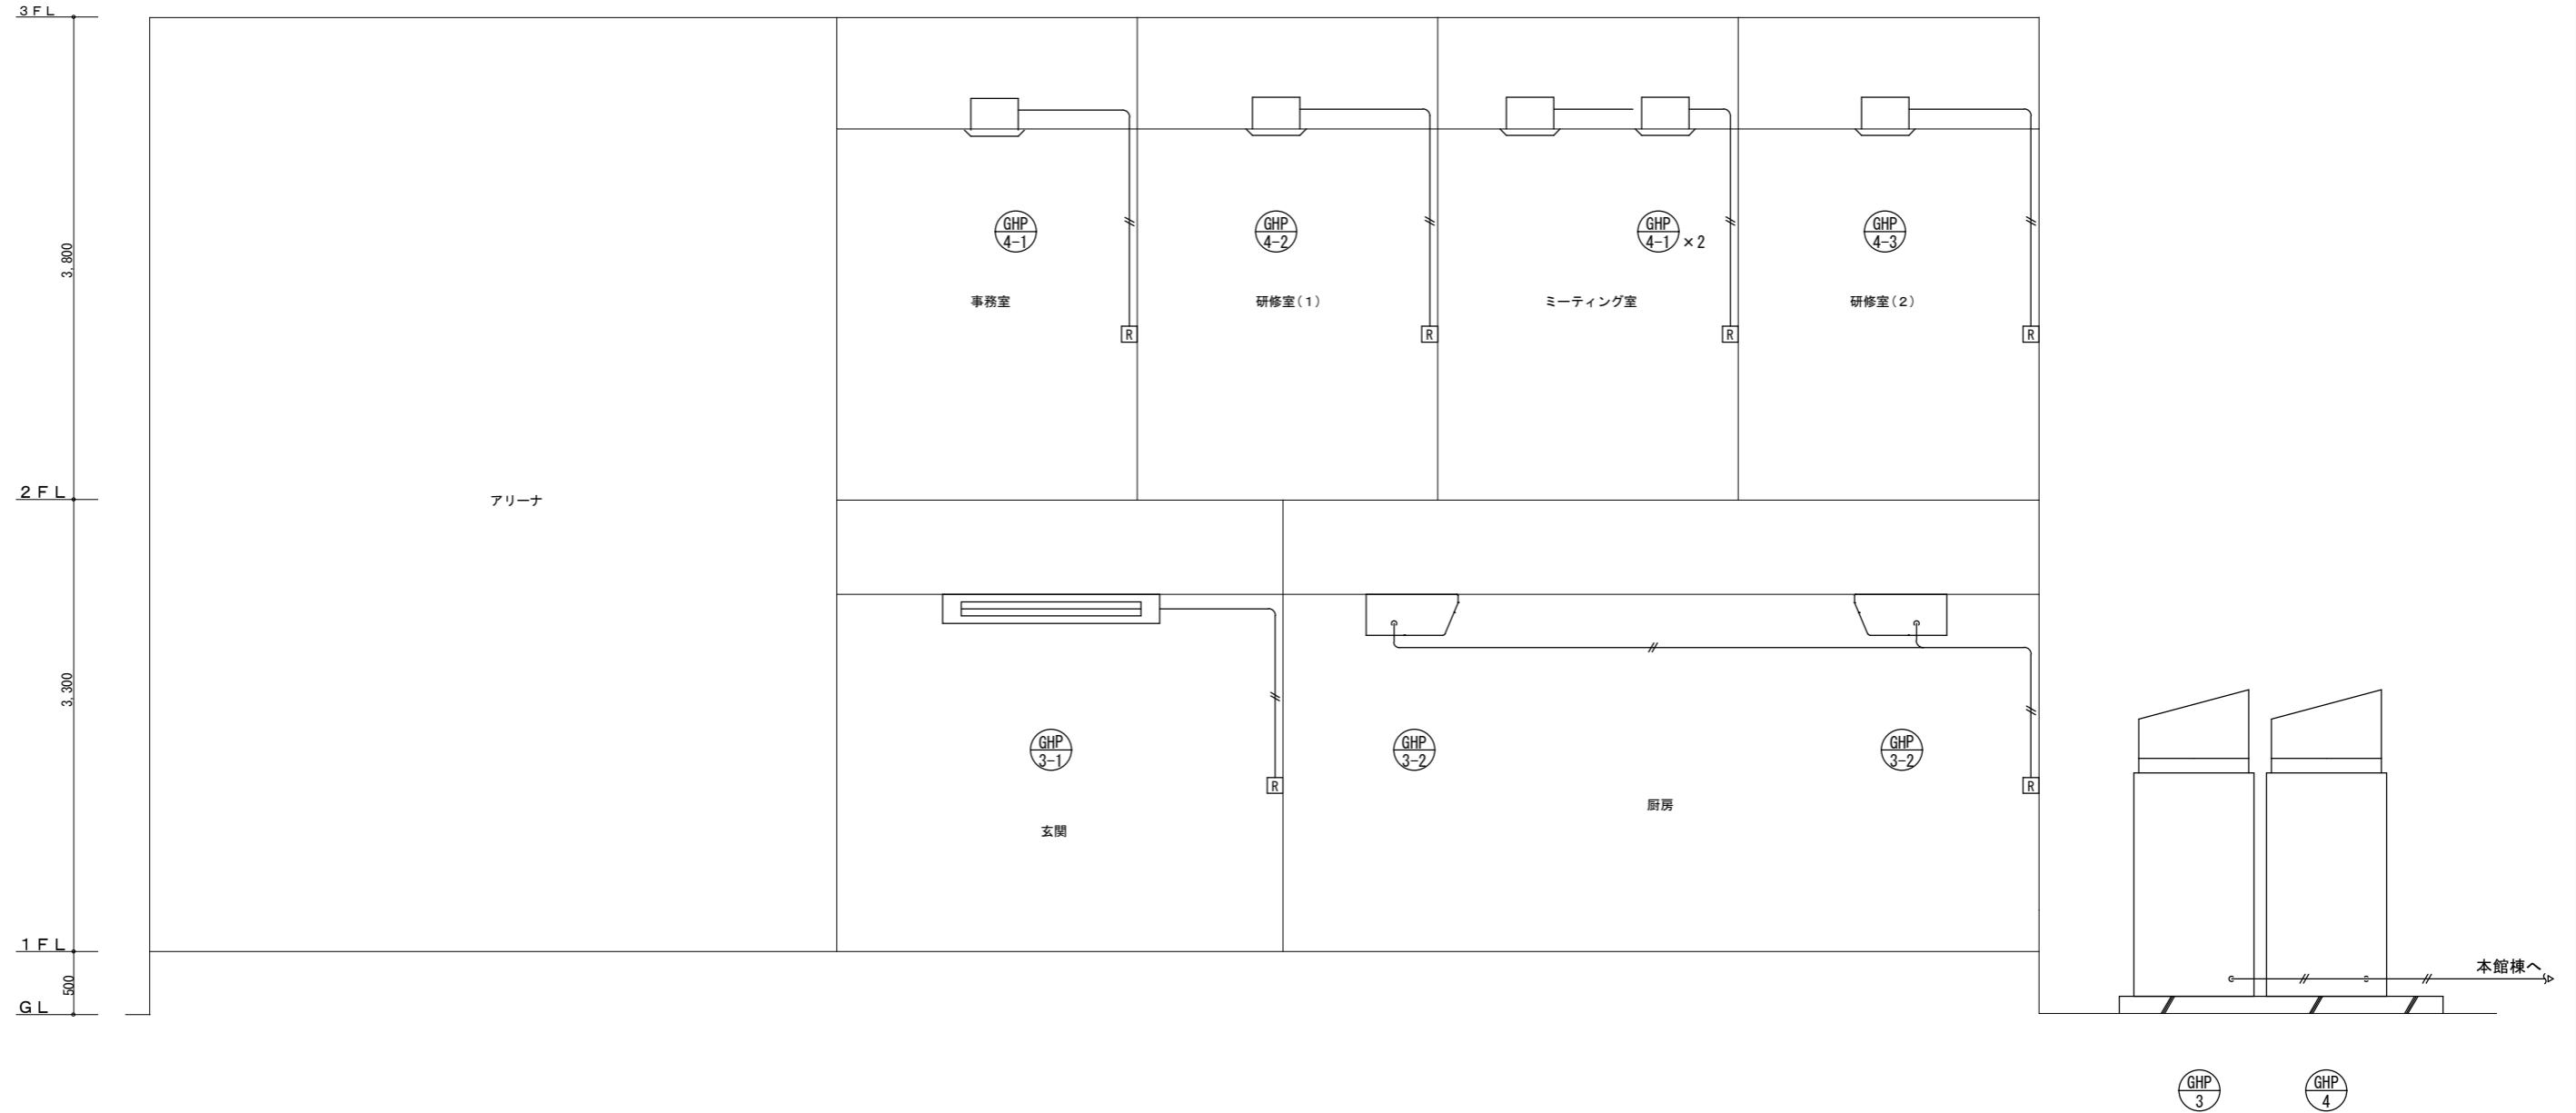 3FL
GHP
4-1
GHP
4-2
GHP
4-1 ×2
GHP
4-3
3,800
事務室
研修室(1)
ミーティング室
研修室(2)
R
R
R
R
2FL
アリーナ
3,300
GHP
3-1
GHP
3-2
GHP
3-2
R
R
厨房
玄関
1FL
500
本館棟へ
GL
GHP
3
GHP
4